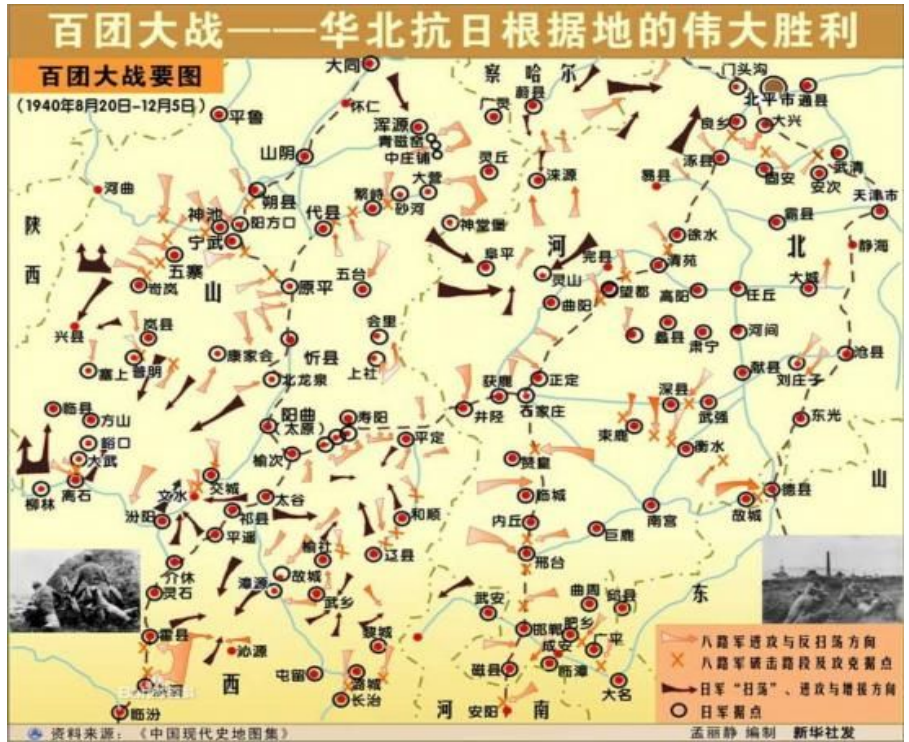 百团大战——华北抗日根据地的伟大胜利
百团大战要图
（1940年8月20日-12月5日）
大同
察哈尔
门头沟
蔚县
北平市
通县
怀仁
广灵
平鲁
浑源
良乡
大兴
青磁窑
中庄铺
山阴
灵丘
涿县
武清
固安
安次
涞源
易县
河曲
朔县
繁峙
砂河
大营
天津市
神池
阳方口
代县
神堂堡
霸县
陕西
宁武
徐水
静海
河
北
五寨
阜平
完县
清苑
岢岚
山
原平
五台
灵山
望都
高阳
任丘
大城
曲阳
兴县
岚县
会里
蠡县
肃宁
河间
沧县
康家会
忻县
塞上
普明
上社
献县
刘庄子
北龙泉
获鹿
正定
深县
临县
方山
阳曲
（太原）
寿阳
井陉
石家庄
武强
东光
峪口
平定
束鹿
大武
榆次
赞皇
衡水
山
离石
文水
交城
太谷
临城
德县
柳林
汾阳
祁县
和顺
故城
南宫
平遥
内丘
巨鹿
榆社
辽县
邢台
介休
故城
漳源
灵石
武乡
武安
曲周
邱县
东
霍县
黎城
邯郸
肥乡
成安
广平
沁源
屯留
潞城
磁县
临漳
西
大名
长治
河
南
临汾
安阳
八路军进攻与反扫荡方向
八路军破击路段及攻克据点
日军“扫荡”、进攻与增援方向
日军据点
资料来源：《中国现代史地图集》
孟丽静 编制
新华社发